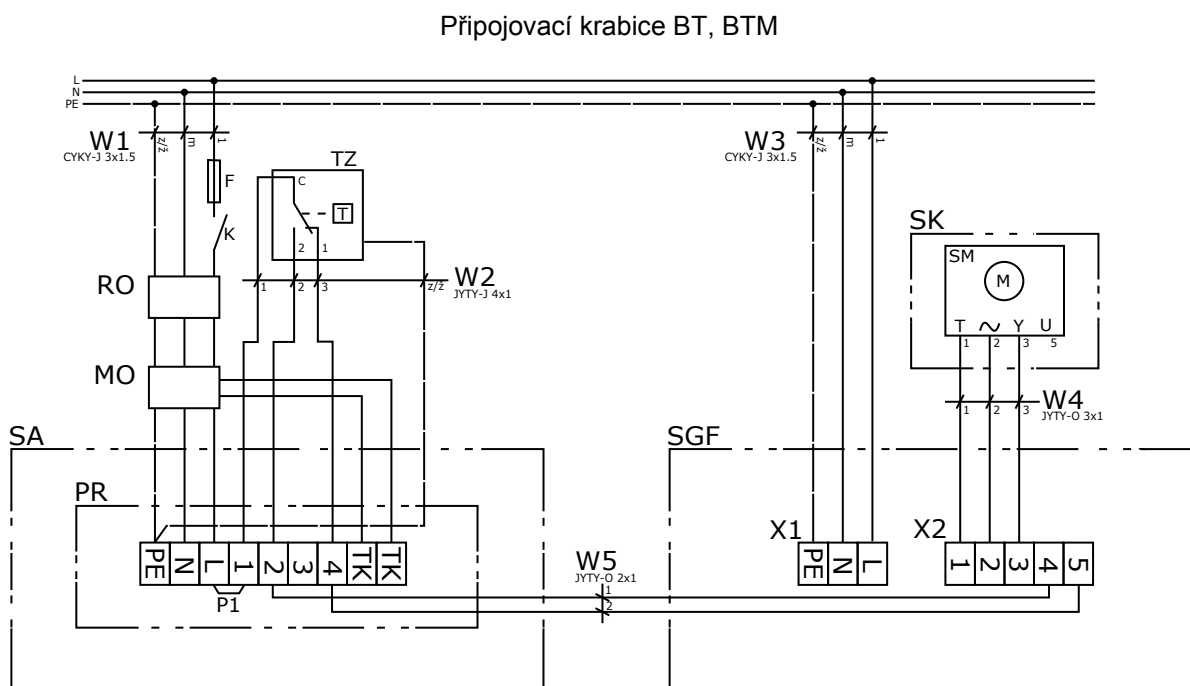 Připojovací krabice BT, BTM
L
N
PE
W1
CYKY-J 3x1.5
z/ž
m
1
F
K
TZ
C
T
2
1
W2
JYTY-J 4x1
1
2
3
z/ž
RO
MO
W3
CYKY-J 3x1.5
z/ž
m
1
SK
SM
M
T
Y
U
1
2
3
5
W4
JYTY-O 3x1
1
2
3
SA
PR
PE
N
L
1
2
3
4
TK
TK
P1
SGF
X1
PE
N
L
X2
1
2
3
4
5
W5
JYTY-O 2x1
1
2